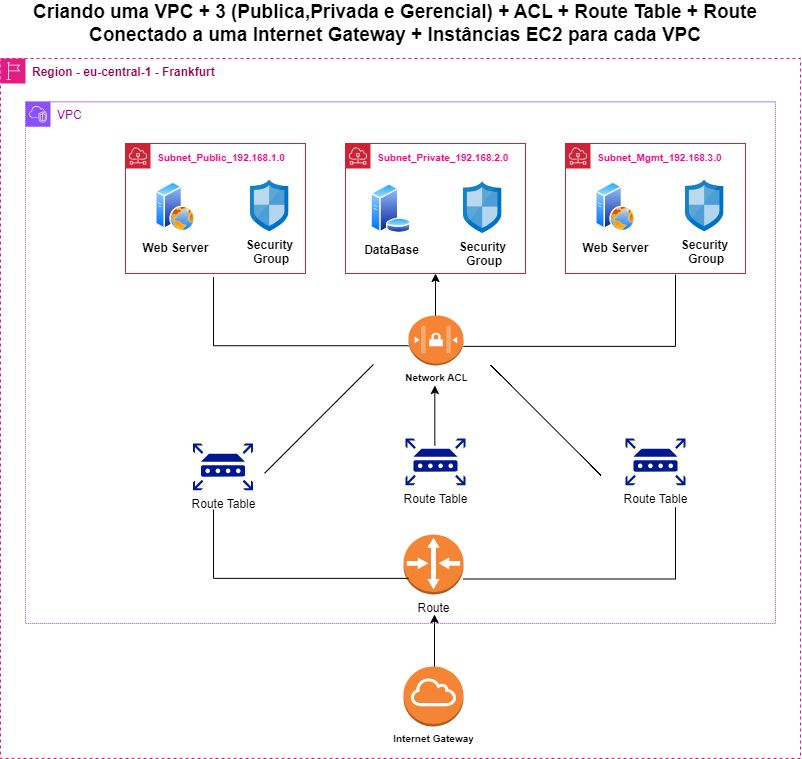 Criando uma VPC + 3 (Publica,Privada e Gerencial) + ACL + Route Table + Route
Conectado a uma Internet Gateway + Instâncias EC2 para cada VPC
Region - eu-central-1 - Frankfurt
VPC
Subnet_Public_192.168.1.0
Subnet_Private_192.168.2.0
Subnet_Mgmt_192.168.3.0
Web Server
Security
Group
DataBase
Security
Group
Web Server
Security
Group
Network ACL
Route Table
Route Table
Route Table
Route
Internet Gateway